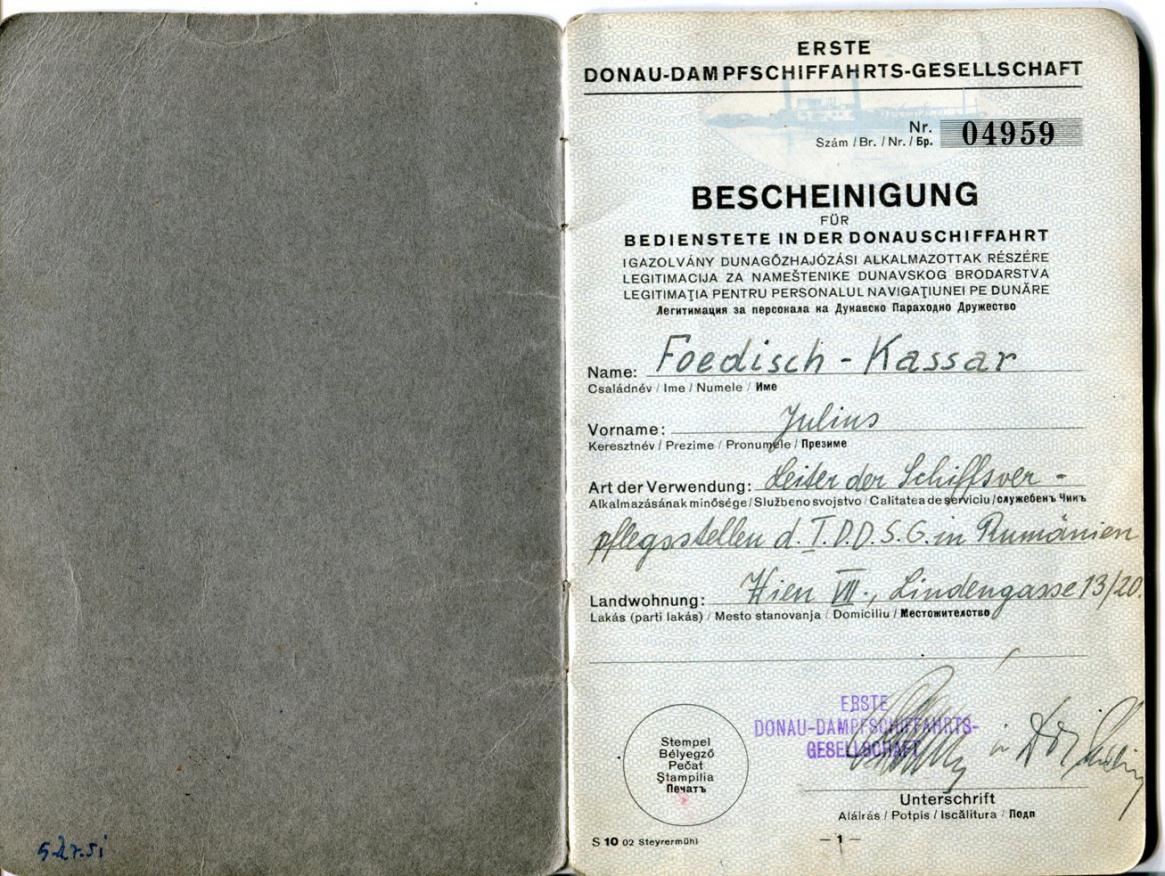 ERSTE
DONAU-DAMPFSCHIFFAHRTS-GESELLSCHAFT
Nr. 04959
Szám / Br. / Nr. / Бр.
BESCHEINIGUNG
FÜR
BEDIENSTETE IN DER DONAUSCHIFFAHRT
IGAZOLVÁNY DUNAGŐZHAJÓZÁSI ALKALMAZOTTAK RÉSZÉRE
LEGITIMACIJA ZA NAMEŠTENIKE DUNAVSKOG BRODARSTVA
LEGITIMAȚIA PENTRU PERSONALUL NAVIGAȚIUNEI PE DUNĂRE
Легитимация за персонала на Дунавско Параходно Дружество
Name: Foedisch - Kassar
Családnév / Ime / Numele / Име
Vorname: Julius
Keresztnév / Prezime / Pronumele / Презиме
Art der Verwendung: Leiter der Schiffsver-
Alkalmazásának minősége / Službeno svojstvo / Calitatea de serviciu / служебенъ Чинъ
pflegsstellen d. I. D. D. S. G. in Rumänien
Landwohnung: Wien VII., Lindengasse 13/20.
Lakás (parti lakás) / Mesto stanovanja / Domiciliu / Местожителство
ERSTE
DONAU-DAMPFSCHIFFAHRTS-
GESELLSCHAFT
Stempel
Bélyegző
Pečat
Ștampilia
Печатъ
Unterschrift
Aláírás / Potpis / Iscălitura / Подп
S 10 02 Steyrermühl
— 1 —